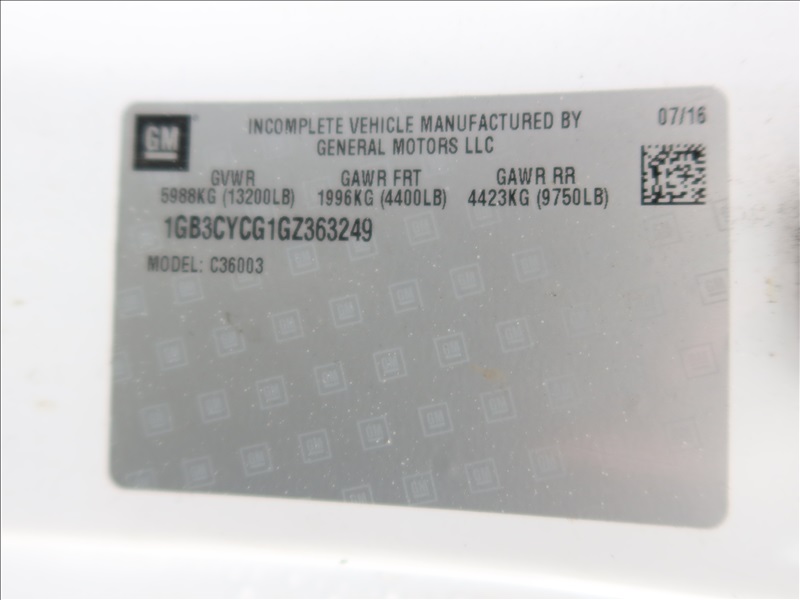 GM
INCOMPLETE VEHICLE MANUFACTURED BY
GENERAL MOTORS LLC
07/16
GVWR GAWR FRT GAWR RR
5988KG (13200LB) 1996KG (4400LB) 4423KG (9750LB)
1GB3CYCG1GZ363249
MODEL: C36003